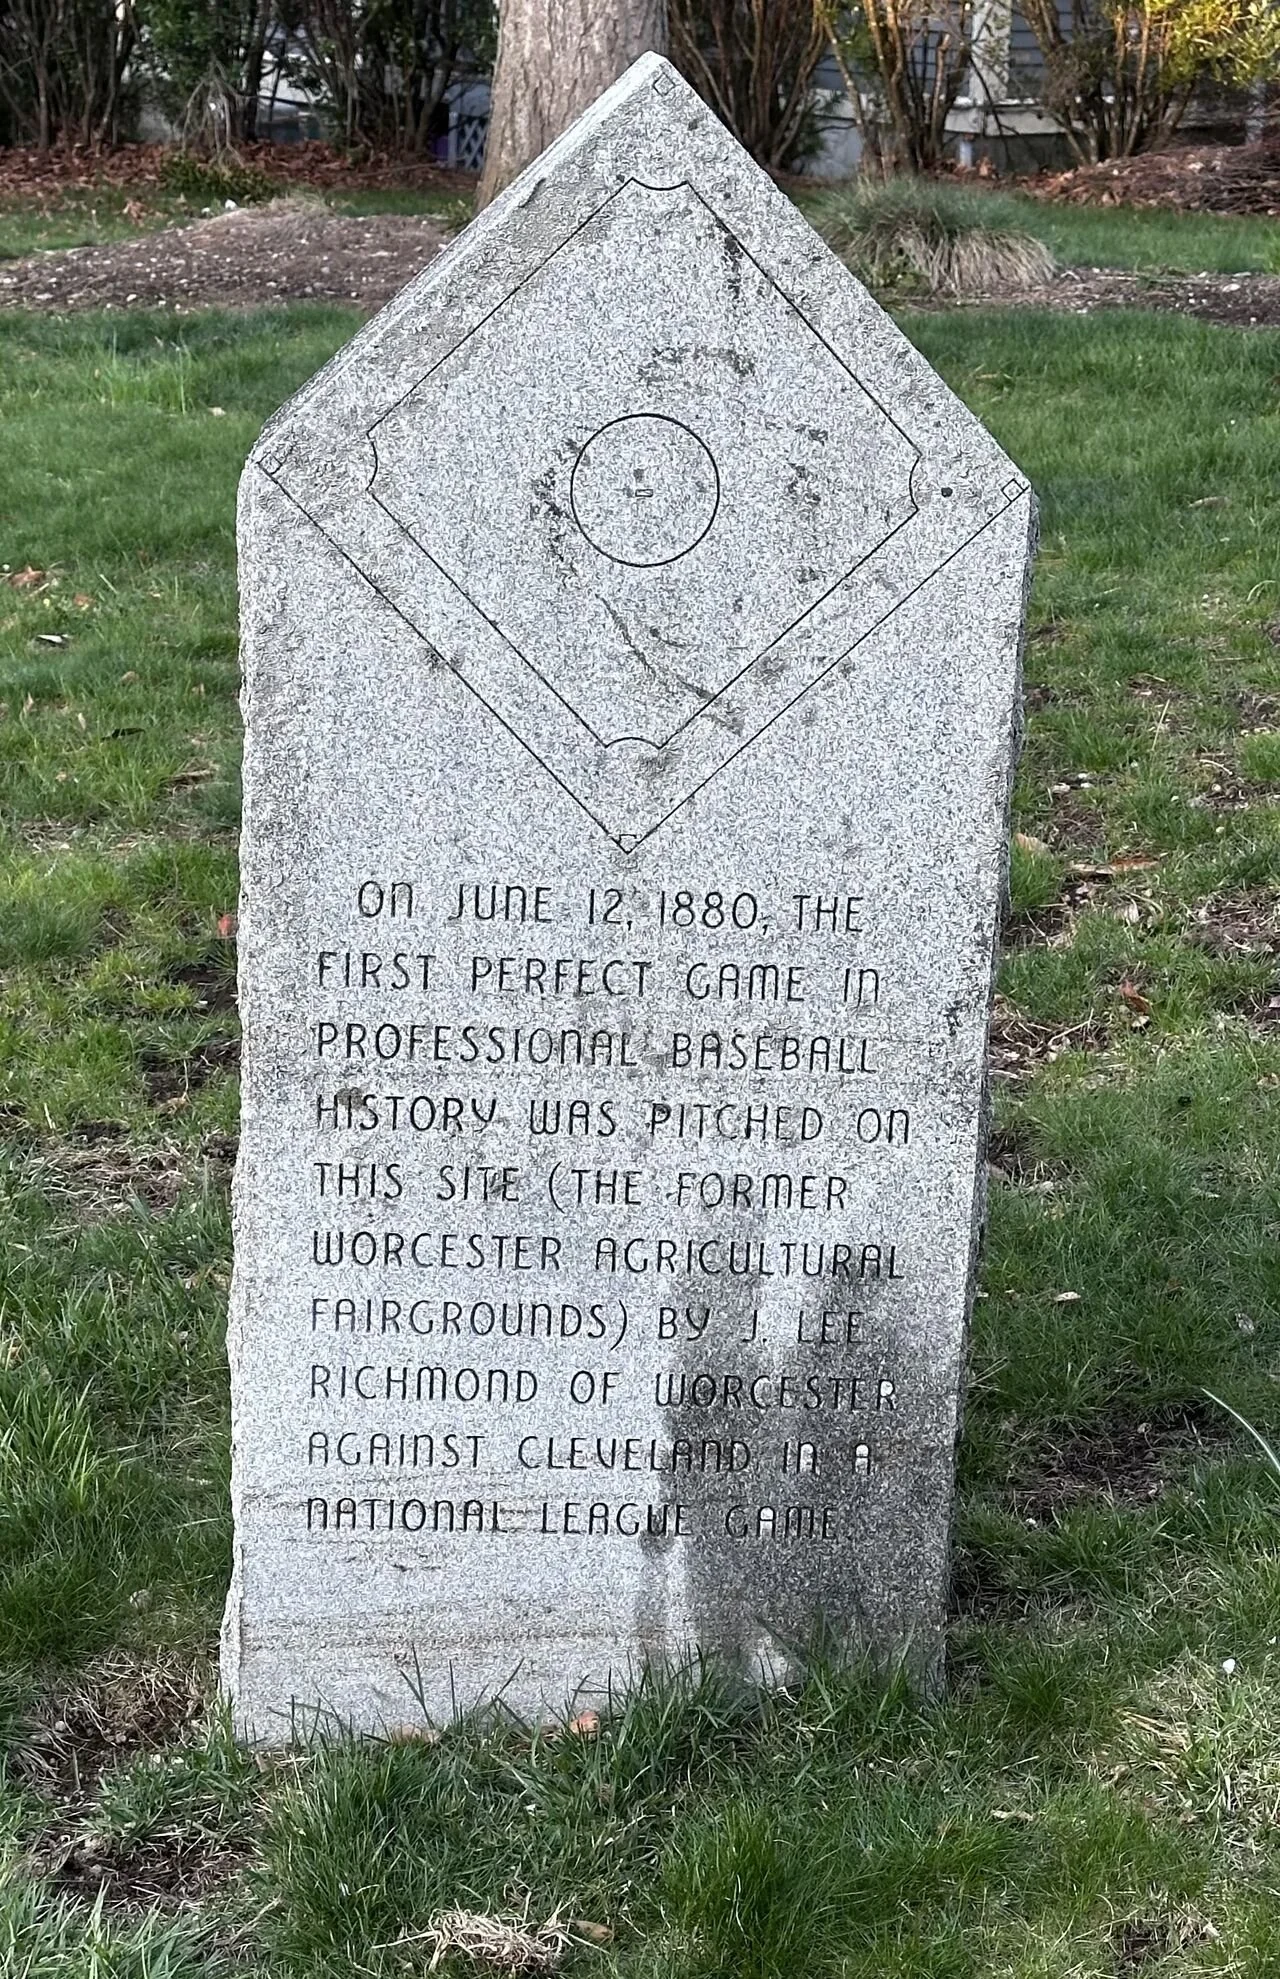 ON JUNE 12, 1880, THE
FIRST PERFECT GAME IN
PROFESSIONAL BASEBALL
HISTORY WAS PITCHED ON
THIS SITE (THE FORMER
WORCESTER AGRICULTURAL
FAIRGROUNDS) BY J. LEE
RICHMOND OF WORCESTER
AGAINST CLEVELAND IN A
NATIONAL LEAGUE GAME.